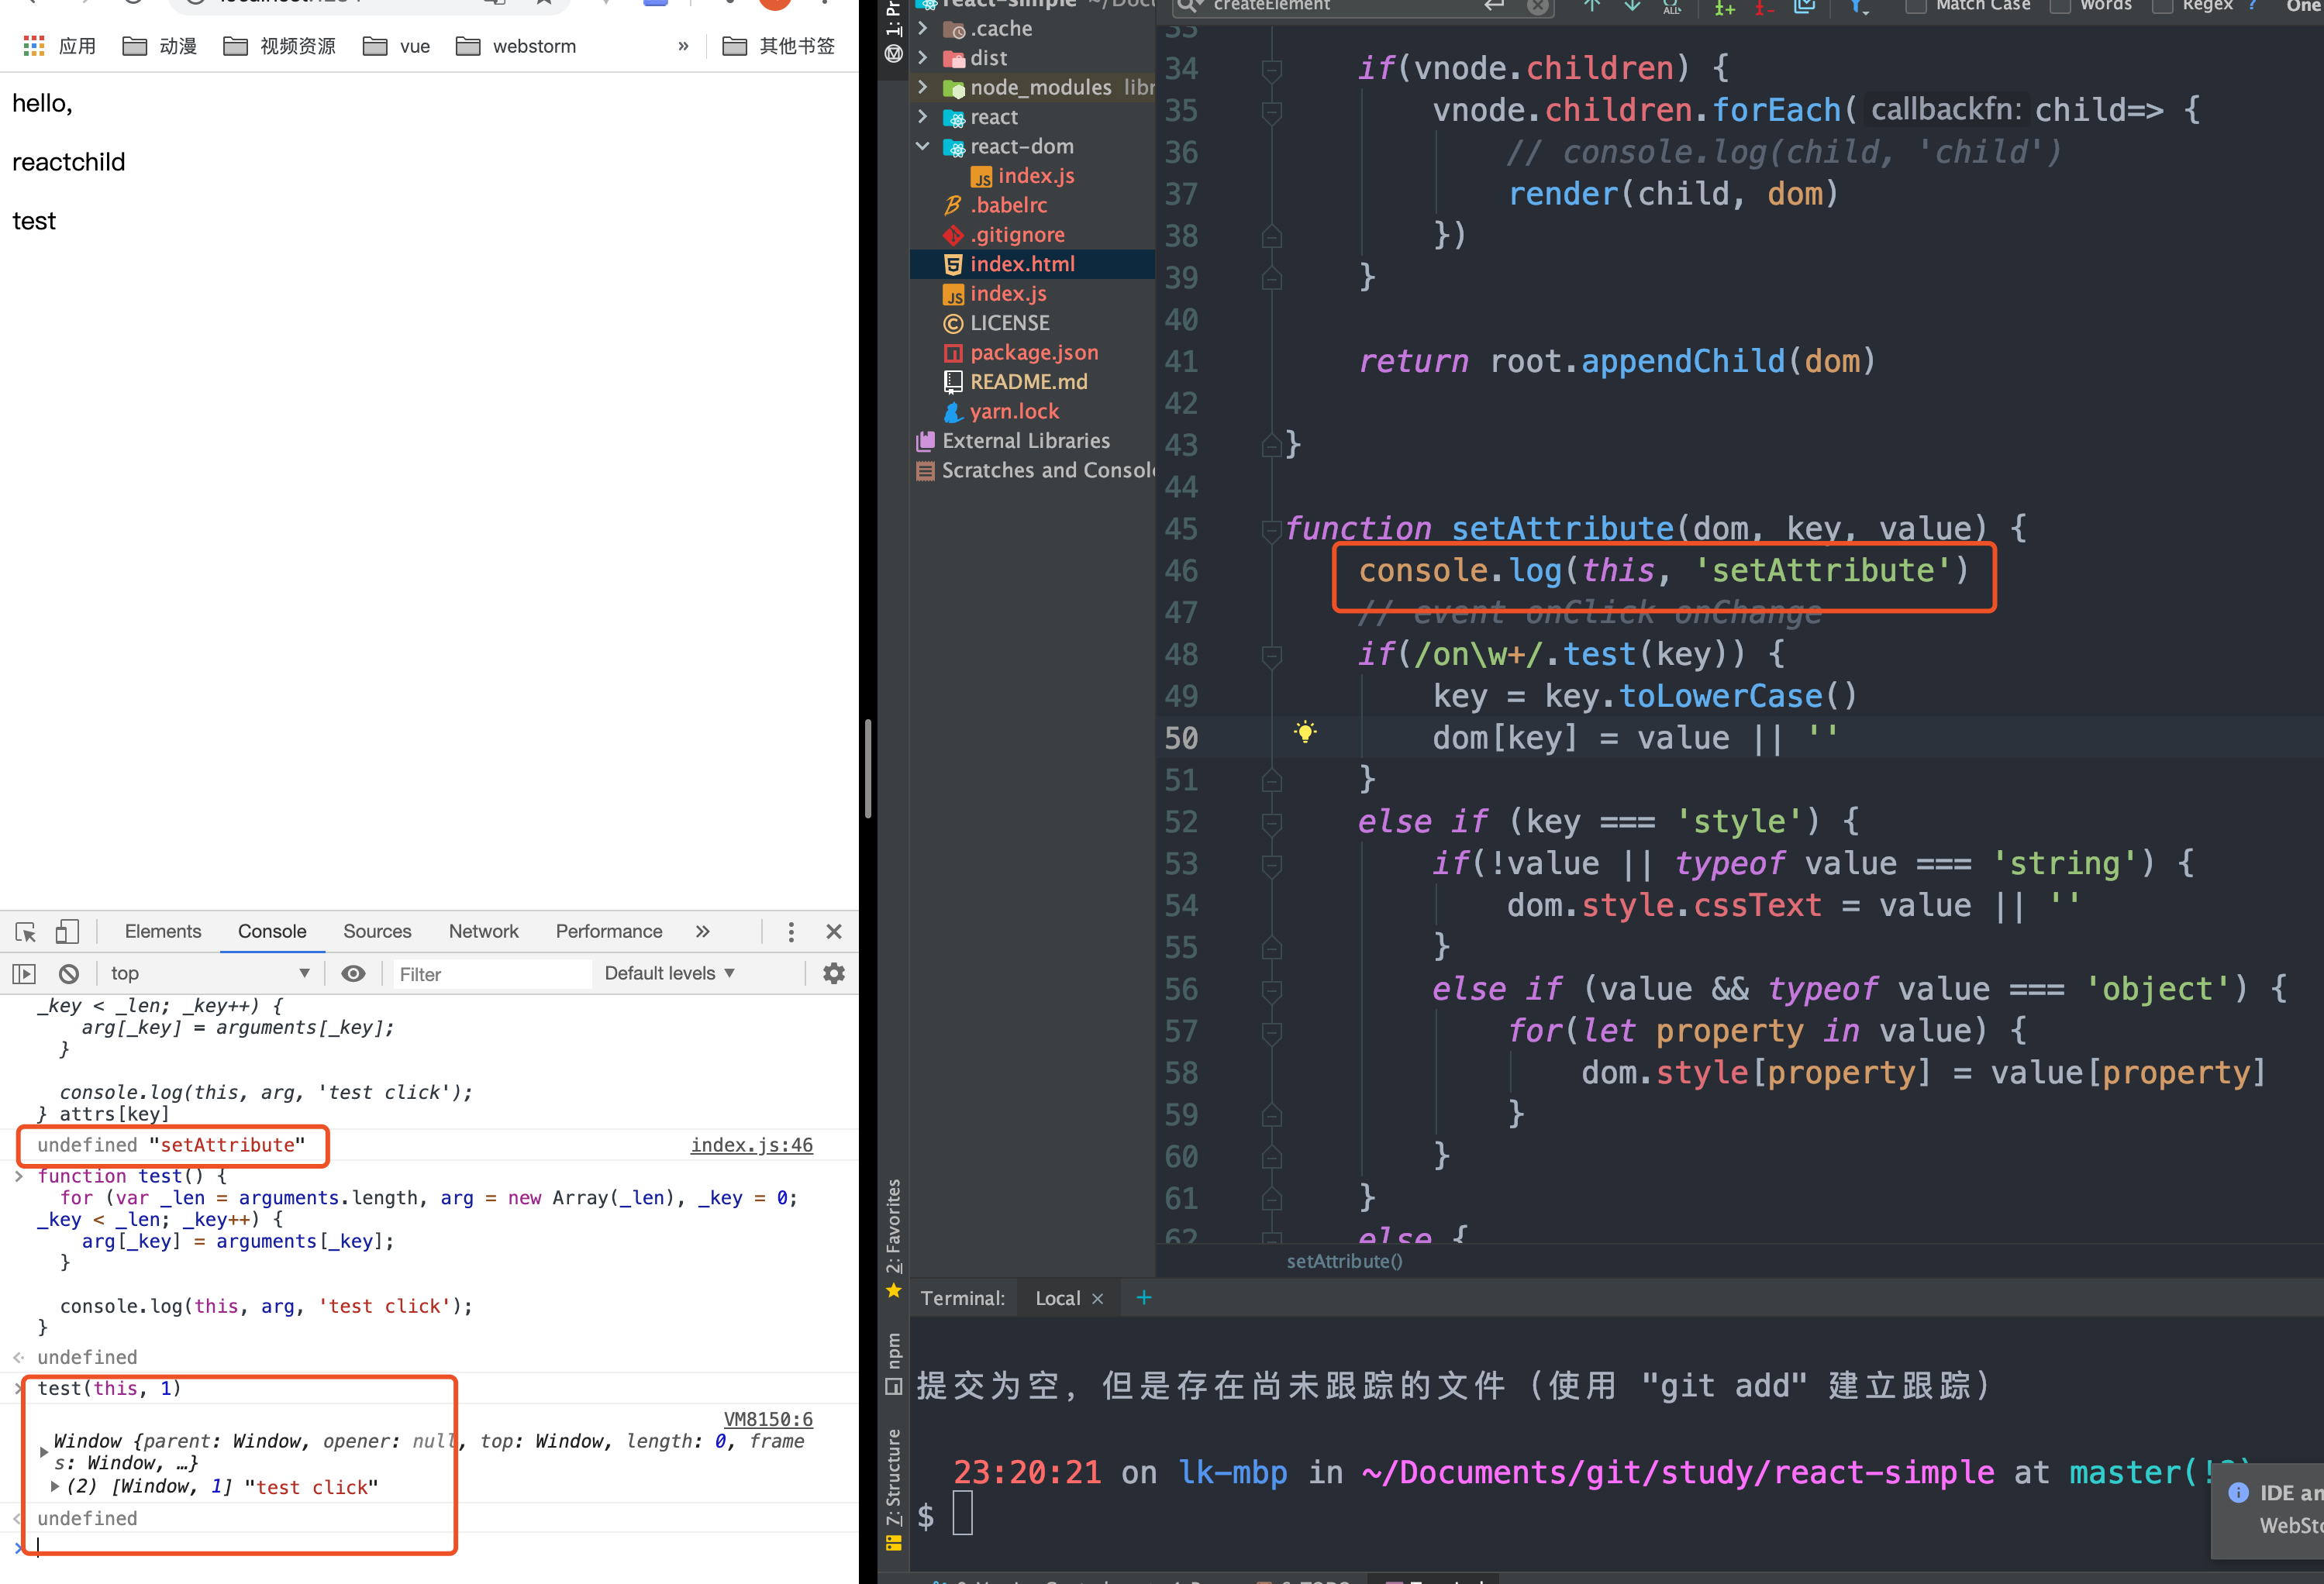 应用 动漫 视频资源 vue webstorm » 其他书签
hello,
reactchild
test
Elements Console Sources Network Performance »
top Filter Default levels
_key < _len; _key++) {
arg[_key] = arguments[_key];
}
console.log(this, arg, 'test click');
} attrs[key]
undefined "setAttribute" index.js:46
> function test() {
for (var _len = arguments.length, arg = new Array(_len), _key = 0;
_key < _len; _key++) {
arg[_key] = arguments[_key];
}
console.log(this, arg, 'test click');
}
undefined
> test(this, 1)
VM8150:6
Window {parent: Window, opener: null, top: Window, length: 0, frame
s: Window, …}
(2) [Window, 1] "test click"
undefined
>
1: Pr
2: Favorites
npm
7: Structure
react-simple ~/Doc
.cache
dist
node_modules libr
react
react-dom
index.js
.babelrc
.gitignore
index.html
index.js
LICENSE
package.json
README.md
yarn.lock
External Libraries
Scratches and Consol
createElement Match Case Words Regex ? One
33
34 if(vnode.children) {
35 vnode.children.forEach( callbackfn: child=> {
36 // console.log(child, 'child')
37 render(child, dom)
38 })
39 }
40
41 return root.appendChild(dom)
42
43 }
44
45 function setAttribute(dom, key, value) {
46 console.log(this, 'setAttribute')
47 // event onClick onChange
48 if(/on\w+/.test(key)) {
49 key = key.toLowerCase()
50 dom[key] = value || ''
51 }
52 else if (key === 'style') {
53 if(!value || typeof value === 'string') {
54 dom.style.cssText = value || ''
55 }
56 else if (value && typeof value === 'object') {
57 for(let property in value) {
58 dom.style[property] = value[property]
59 }
60 }
61 }
62 else {
setAttribute()
Terminal: Local × +
提交为空，但是存在尚未跟踪的文件（使用 "git add" 建立跟踪）
23:20:21 on lk-mbp in ~/Documents/git/study/react-simple at master(!
$
IDE an
WebSto